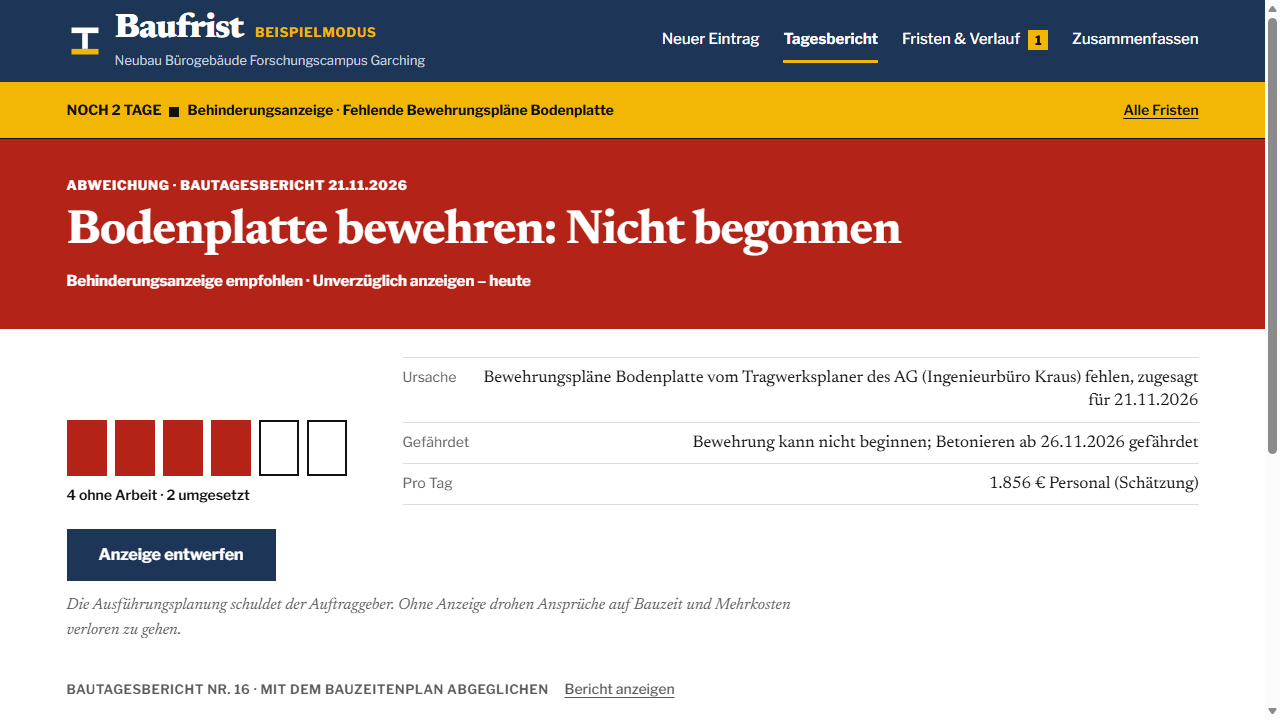 Baufrist BEISPIELMODUS
Neubau Bürogebäude Forschungscampus Garching
Neuer Eintrag
Tagesbericht
Fristen & Verlauf 1
Zusammenfassen
NOCH 2 TAGE ■ Behinderungsanzeige · Fehlende Bewehrungspläne Bodenplatte
Alle Fristen
ABWEICHUNG · BAUTAGESBERICHT 21.11.2026
Bodenplatte bewehren: Nicht begonnen
Behinderungsanzeige empfohlen · Unverzüglich anzeigen – heute
4 ohne Arbeit · 2 umgesetzt
Ursache
Bewehrungspläne Bodenplatte vom Tragwerksplaner des AG (Ingenieurbüro Kraus) fehlen, zugesagt
für 21.11.2026
Gefährdet
Bewehrung kann nicht beginnen; Betonieren ab 26.11.2026 gefährdet
Pro Tag
1.856 € Personal (Schätzung)
Anzeige entwerfen
Die Ausführungsplanung schuldet der Auftraggeber. Ohne Anzeige drohen Ansprüche auf Bauzeit und Mehrkosten
verloren zu gehen.
BAUTAGESBERICHT NR. 16 · MIT DEM BAUZEITENPLAN ABGEGLICHEN
Bericht anzeigen